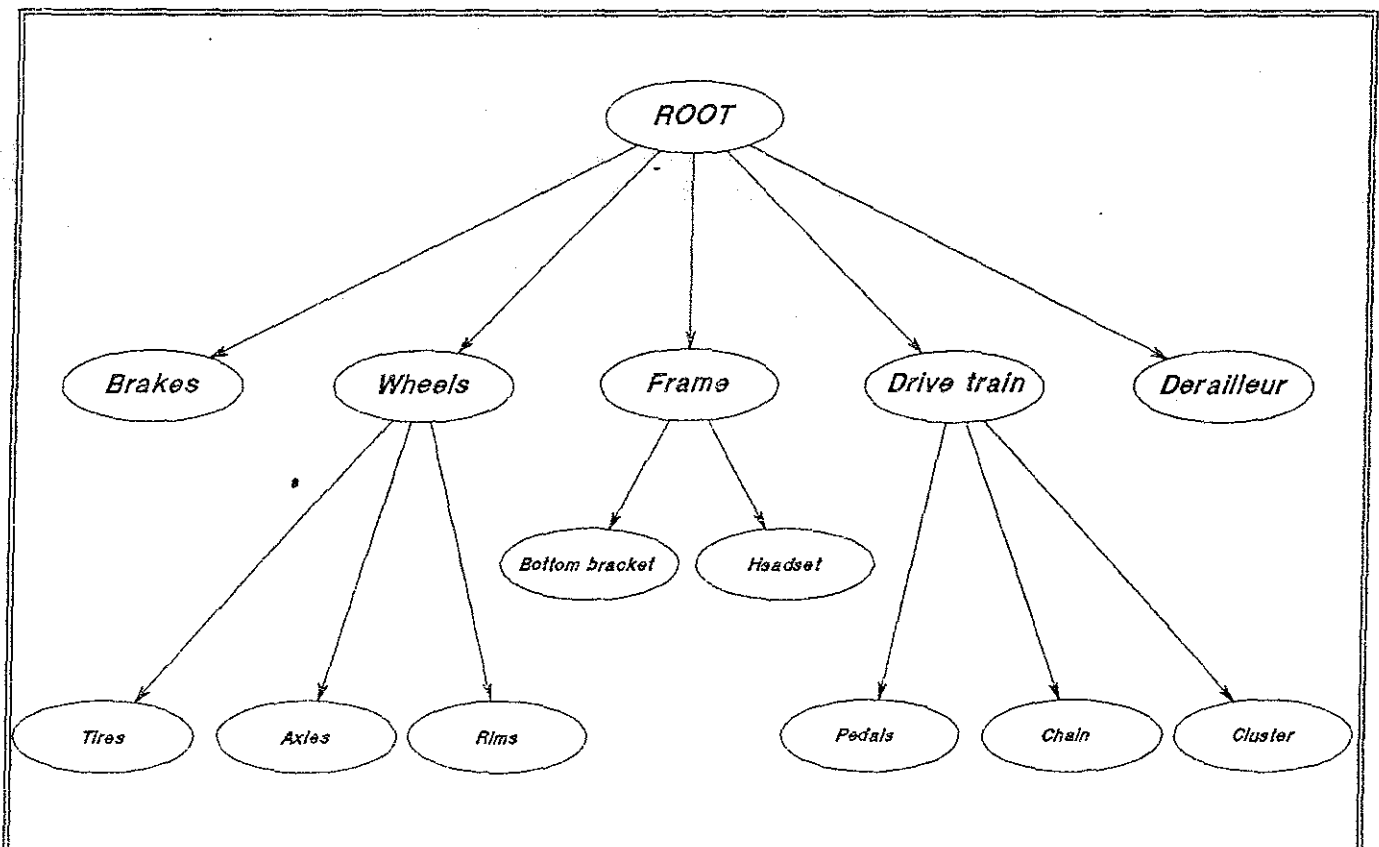 ROOT
Brakes
Wheels
Frame
Drive train
Derailleur
Bottom bracket
Headset
Tires
Axles
Rims
Pedals
Chain
Cluster